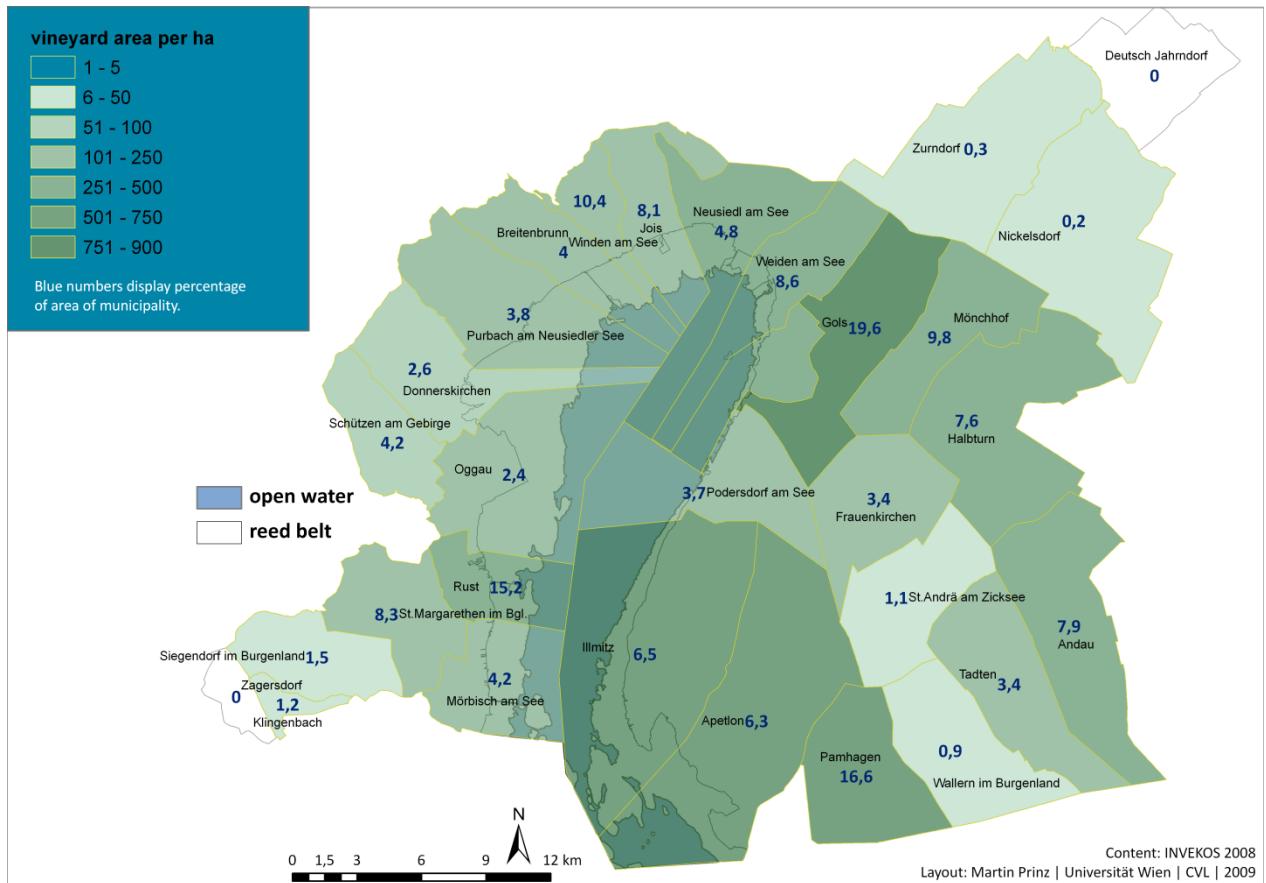 vineyard area per ha
1 - 5
6 - 50
51 - 100
101 - 250
251 - 500
501 - 750
751 - 900
Blue numbers display percentage
of area of municipality.
Deutsch Jahrndorf
0
Zurndorf 0,3
0,2
Nickelsdorf
10,4
8,1
Jois
Neusiedl am See
4,8
Breitenbrunn
Winden am See
4
Weiden am See
8,6
3,8
Purbach am Neusiedler See
Gols 19,6
Mönchhof
9,8
2,6
Donnerskirchen
Schützen am Gebirge
4,2
7,6
Halbturn
Oggau
2,4
open water
reed belt
3,7 Podersdorf am See
3,4
Frauenkirchen
Rust 15,2
1,1 St.Andrä am Zicksee
8,3 St.Margarethen im Bgl.
7,9
Andau
Siegendorf im Burgenland 1,5
Illmitz
6,5
Zagersdorf
0
1,2
Klingenbach
4,2
Mörbisch am See
Tadten
3,4
Apetlon 6,3
Pamhagen
16,6
0,9
Wallern im Burgenland
N
0 1,5 3 6 9 12 km
Content: INVEKOS 2008
Layout: Martin Prinz | Universität Wien | CVL | 2009